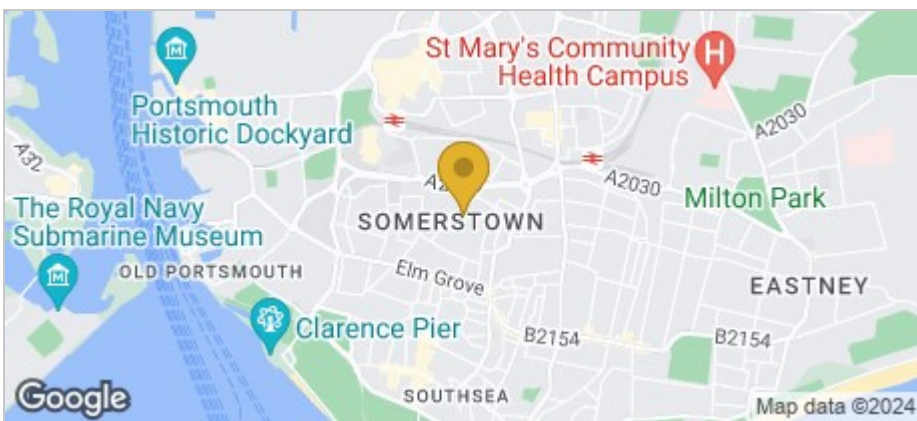 St Mary's Community
Health Campus
Portsmouth
Historic Dockyard
A2030
A32
A2030
Milton Park
The Royal Navy
Submarine Museum
SOMERSTOWN
OLD PORTSMOUTH
Elm Grove
EASTNEY
Clarence Pier
B2154
B2154
SOUTHSEA
Google
Map data ©2024